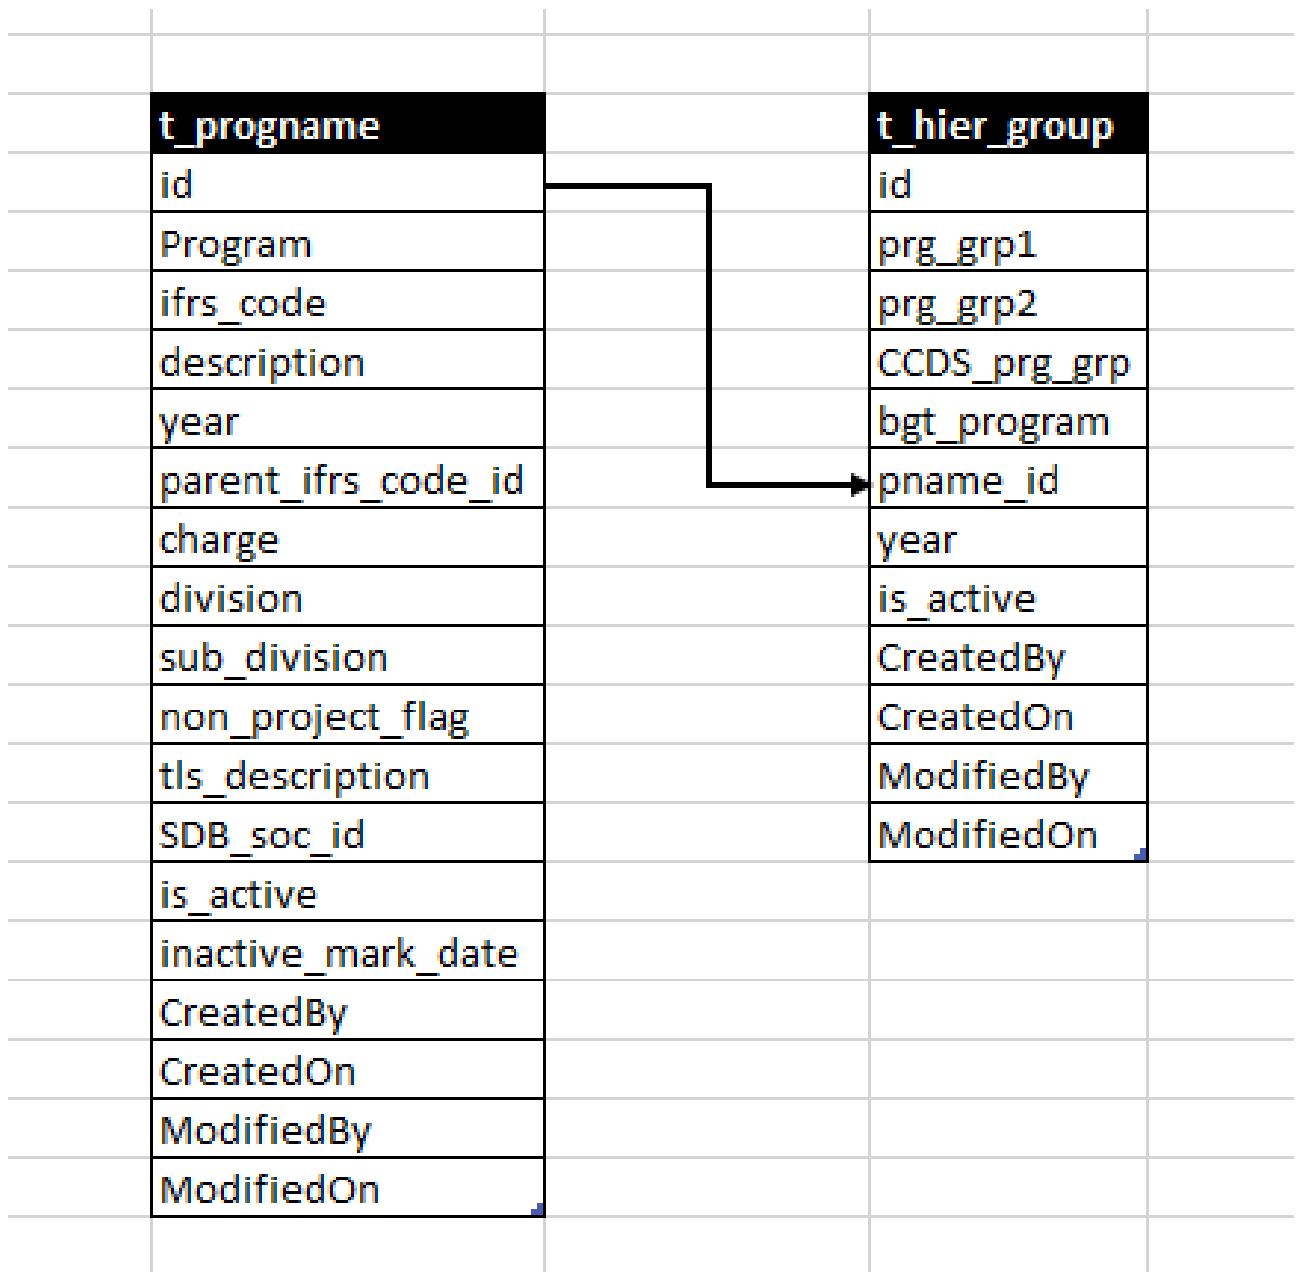 t_progname
id
Program
ifrs_code
description
year
parent_ifrs_code_id
charge
division
sub_division
non_project_flag
tls_description
SDB_soc_id
is_active
inactive_mark_date
CreatedBy
CreatedOn
ModifiedBy
ModifiedOn
t_hier_group
id
prg_grp1
prg_grp2
CCDS_prg_grp
bgt_program
pname_id
year
is_active
CreatedBy
CreatedOn
ModifiedBy
ModifiedOn